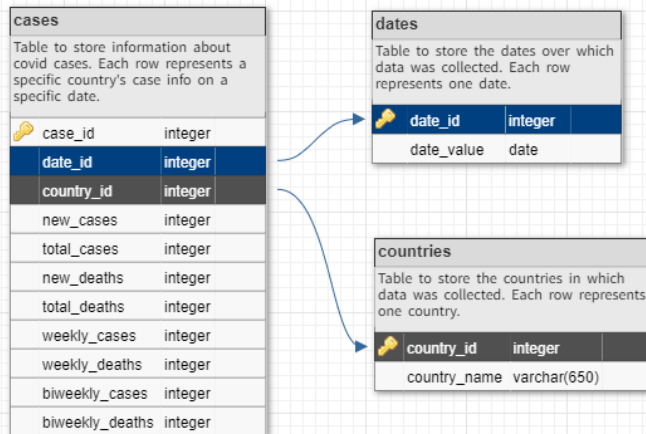 cases
Table to store information about
covid cases. Each row represents a
specific country's case info on a
specific date.
case_id integer
date_id integer
country_id integer
new_cases integer
total_cases integer
new_deaths integer
total_deaths integer
weekly_cases integer
weekly_deaths integer
biweekly_cases integer
biweekly_deaths integer
dates
Table to store the dates over which
data was collected. Each row
represents one date.
date_id integer
date_value date
countries
Table to store the countries in which
data was collected. Each row represents
one country.
country_id integer
country_name varchar(650)